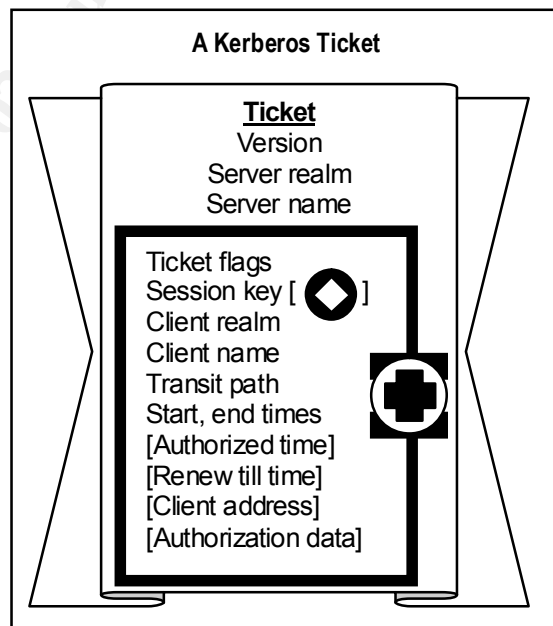 A Kerberos Ticket
Ticket
Version
Server realm
Server name
Ticket flags
Session key [ ]
Client realm
Client name
Transit path
Start, end times
[Authorized time]
[Renew till time]
[Client address]
[Authorization data]